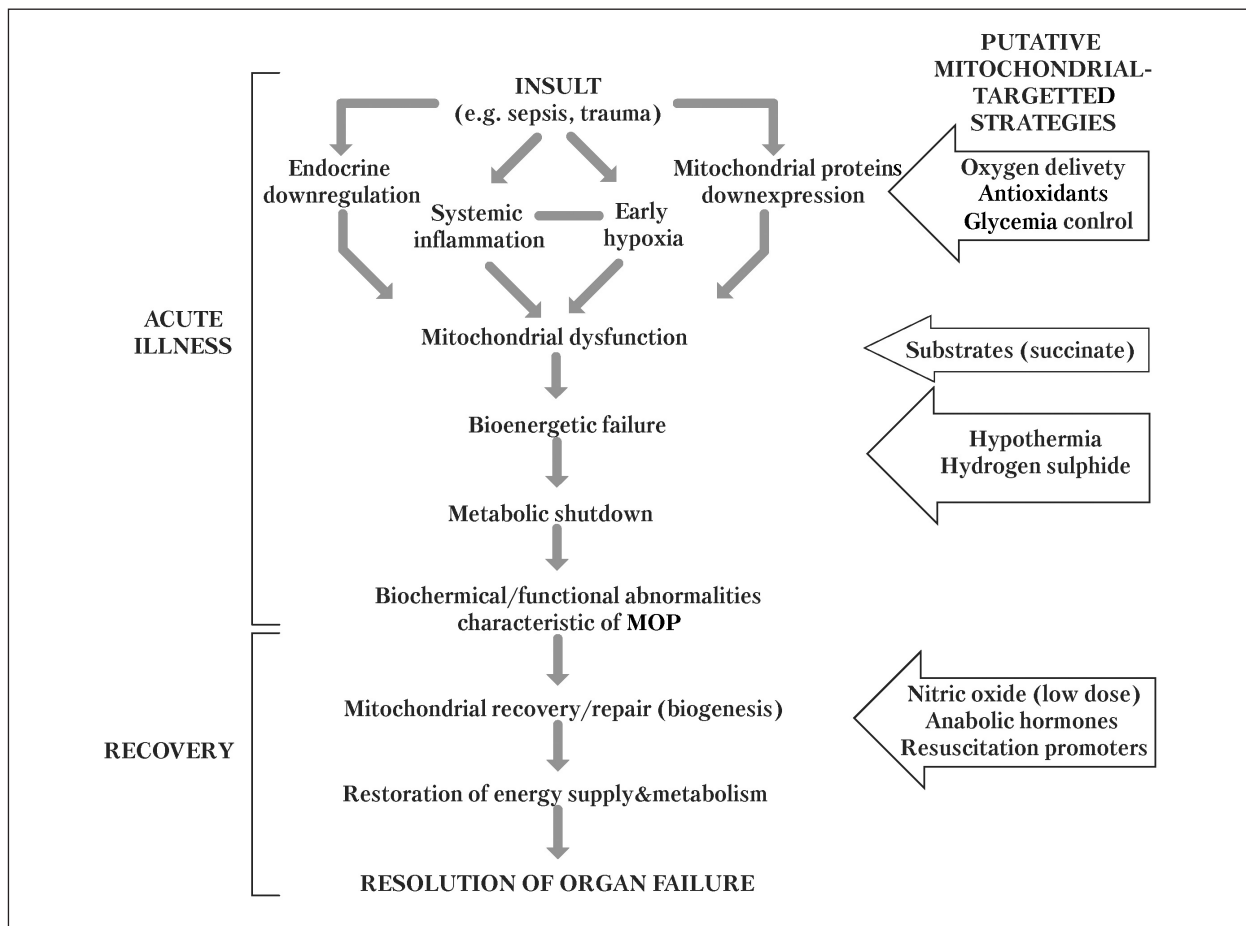 PUTATIVE
MITOCHONDRIAL-
TARGETTED
STRATEGIES
INSULT
(e.g. sepsis, trauma)
Endocrine
downregulation
Systemic
inflammation
Early
hypoxia
Mitochondrial proteins
downexpression
Oxygen delivety
Antioxidants
Glycemia conlrol
ACUTE
ILLNESS
Mitochondrial dysfunction
Substrates (succinate)
Bioenergetic failure
Hypothermia
Hydrogen sulphide
Metabolic shutdown
Biochemical/functional abnormalities
characteristic of MOP
RECOVERY
Mitochondrial recovery/repair (biogenesis)
Nitric oxide (low dose)
Anabolic hormones
Resuscitation promoters
Restoration of energy supply&metabolism
RESOLUTION OF ORGAN FAILURE